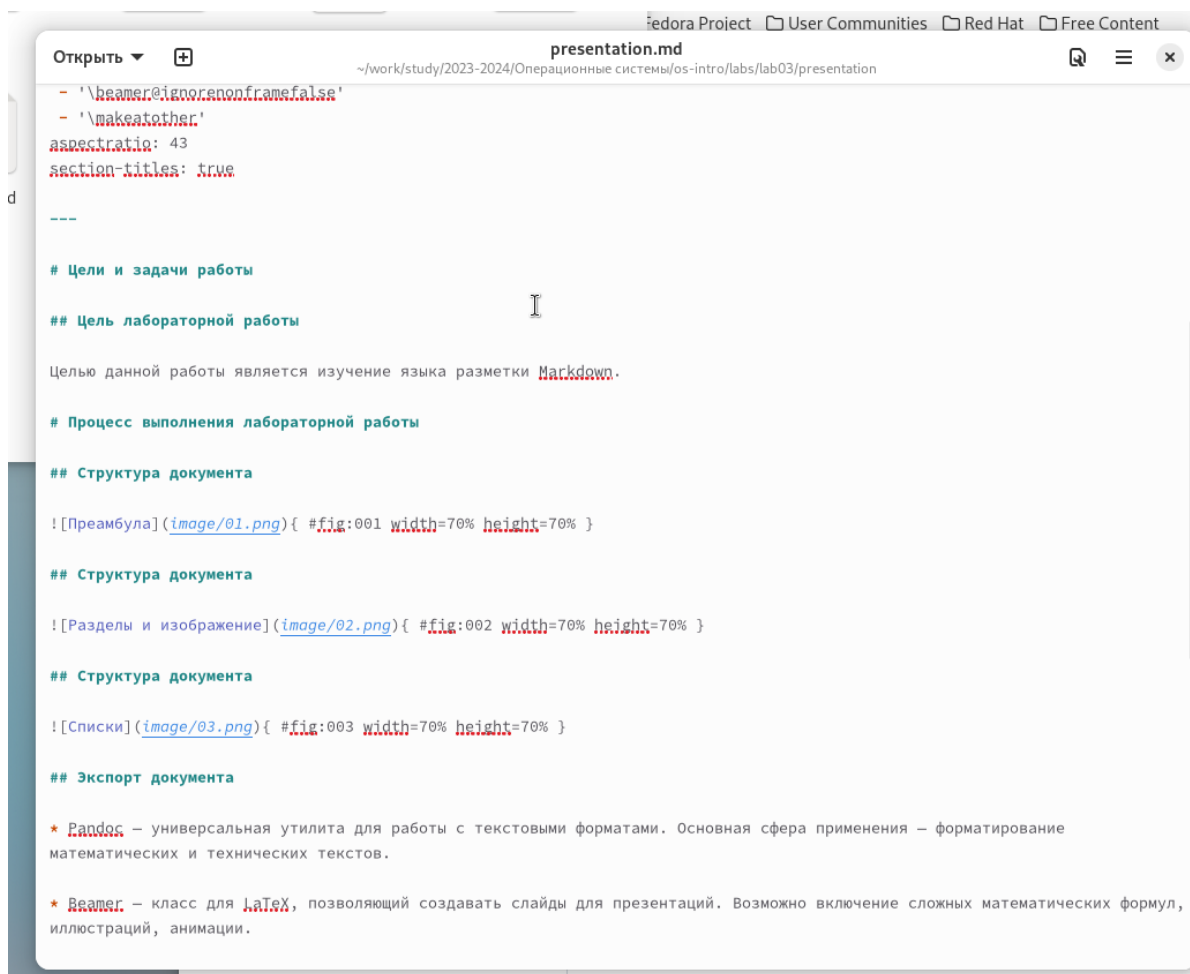 Fedora Project User Communities Red Hat Free Content
Открыть
presentation.md
~/work/study/2023-2024/Операционные системы/os-intro/labs/lab03/presentation
d
- '\beamer@ignorenonframefalse'
- '\makeatother'
aspectratio: 43
section-titles: true
---
# Цели и задачи работы
## Цель лабораторной работы
Целью данной работы является изучение языка разметки Markdown.
# Процесс выполнения лабораторной работы
## Структура документа
![Преамбула](image/01.png){ #fig:001 width=70% height=70% }
## Структура документа
![Разделы и изображение](image/02.png){ #fig:002 width=70% height=70% }
## Структура документа
![Списки](image/03.png){ #fig:003 width=70% height=70% }
## Экспорт документа
* Pandoc — универсальная утилита для работы с текстовыми форматами. Основная сфера применения — форматирование
математических и технических текстов.
* Beamer — класс для LaTeX, позволяющий создавать слайды для презентаций. Возможно включение сложных математических формул,
иллюстраций, анимации.